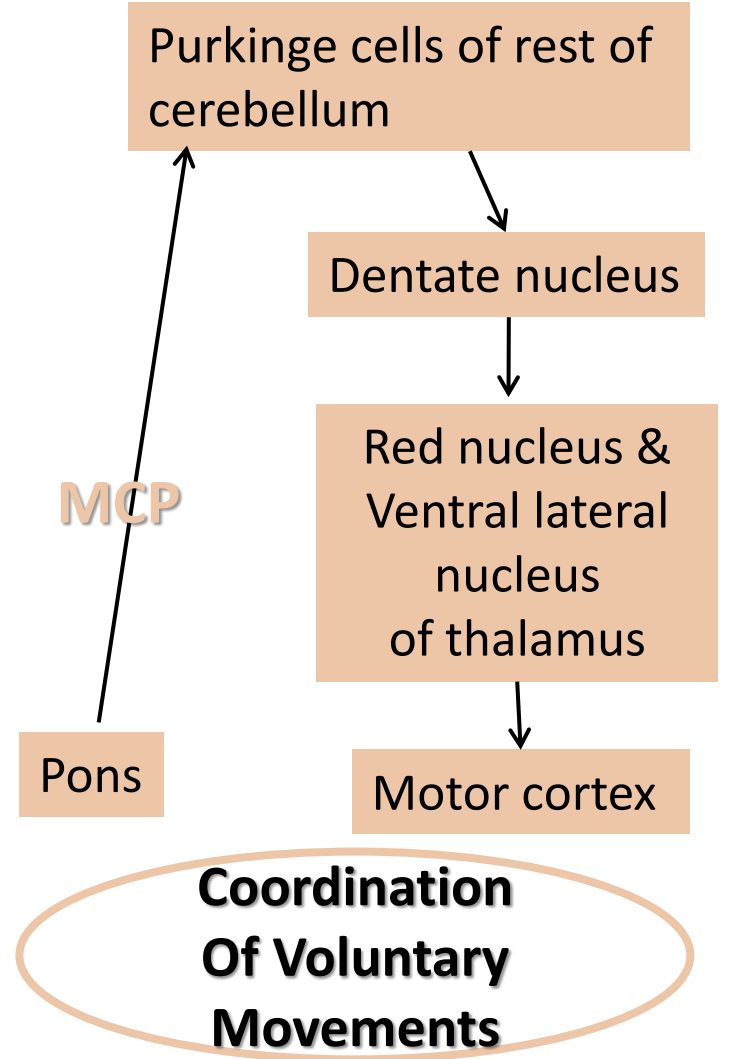 Purkinge cells of rest of
cerebellum
Dentate nucleus
Red nucleus &
Ventral lateral
nucleus
of thalamus
MCP
Pons
Motor cortex
Coordination
Of Voluntary
Movements